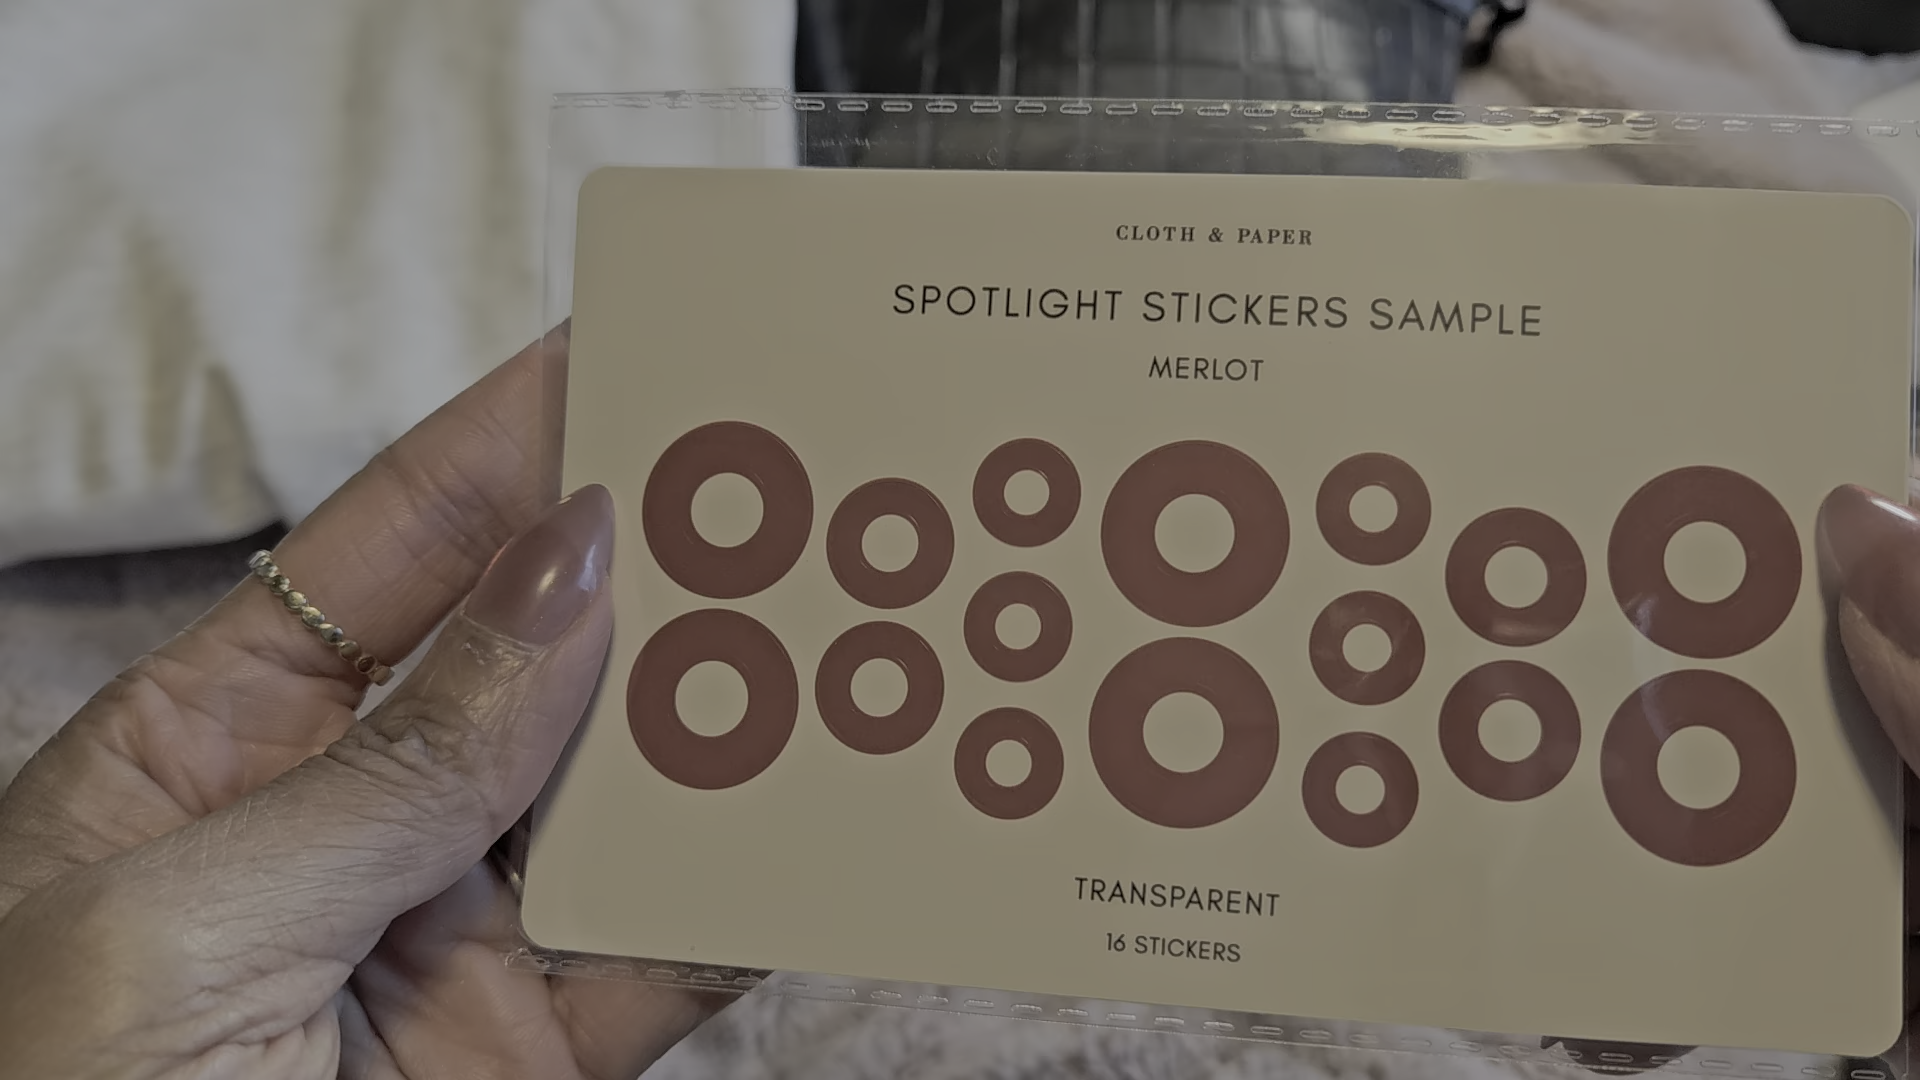 CLOTH & PAPER
SPOTLIGHT STICKERS SAMPLE
MERLOT
TRANSPARENT
16 STICKERS